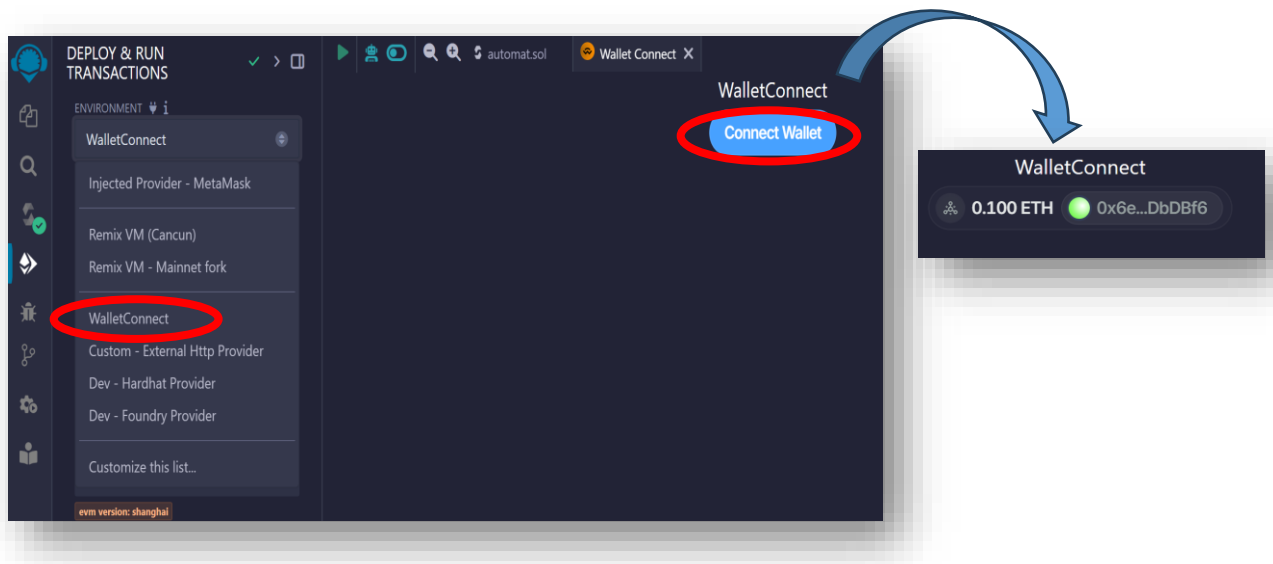 DEPLOY & RUN
TRANSACTIONS
ENVIRONMENT
WalletConnect
Injected Provider - MetaMask
Remix VM (Cancun)
Remix VM - Mainnet fork
WalletConnect
Custom - External Http Provider
Dev - Hardhat Provider
Dev - Foundry Provider
Customize this list...
evm version: shanghai
automat.sol
Wallet Connect
WalletConnect
Connect Wallet
WalletConnect
0.100 ETH 0x6e...DbDBf6